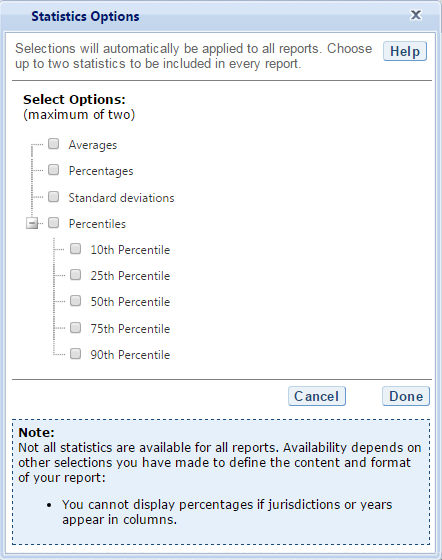 Statistics Options
Selections will automatically be applied to all reports. Choose
up to two statistics to be included in every report.
Help
Select Options:
(maximum of two)
Averages
Percentages
Standard deviations
Percentiles
10th Percentile
25th Percentile
50th Percentile
75th Percentile
90th Percentile
Cancel
Done
Note:
Not all statistics are available for all reports. Availability depends on
other selections you have made to define the content and format
of your report:
• You cannot display percentages if jurisdictions or years
appear in columns.